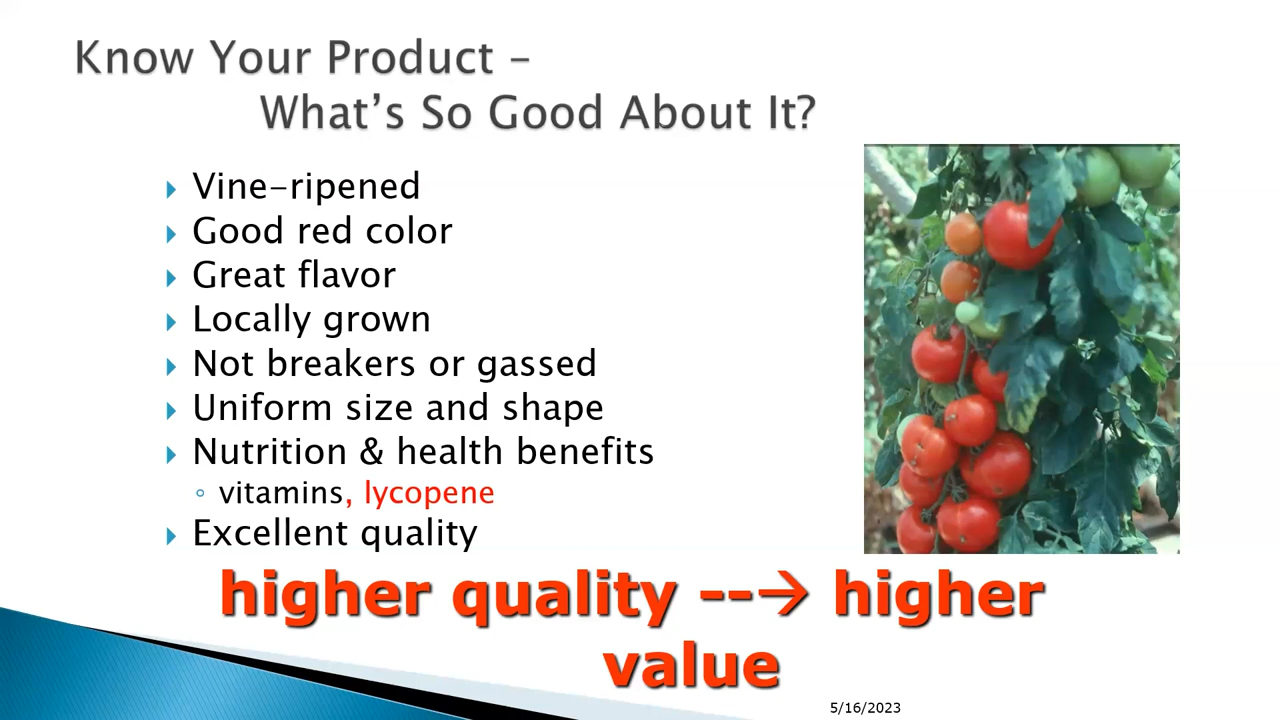 Know Your Product –
What's So Good About It?
Vine-ripened
Good red color
Great flavor
Locally grown
Not breakers or gassed
Uniform size and shape
Nutrition & health benefits
vitamins, lycopene
Excellent quality
higher quality --→ higher
value
5/16/2023